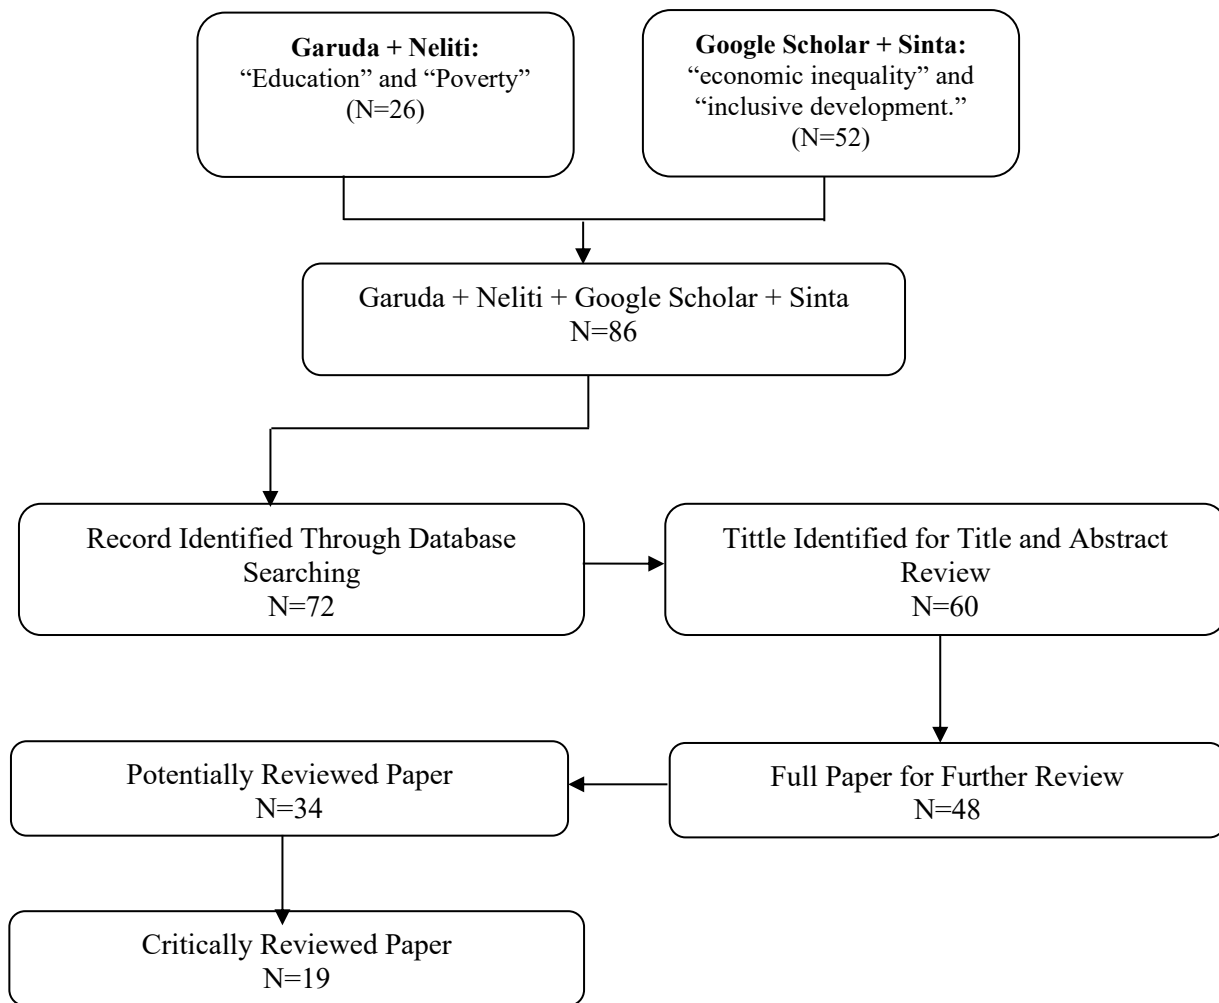 Garuda + Neliti:
“Education” and “Poverty”
(N=26)
Google Scholar + Sinta:
“economic inequality” and
“inclusive development.”
(N=52)
Garuda + Neliti + Google Scholar + Sinta
N=86
Record Identified Through Database
Searching
N=72
Tittle Identified for Title and Abstract
Review
N=60
Potentially Reviewed Paper
N=34
Full Paper for Further Review
N=48
Critically Reviewed Paper
N=19